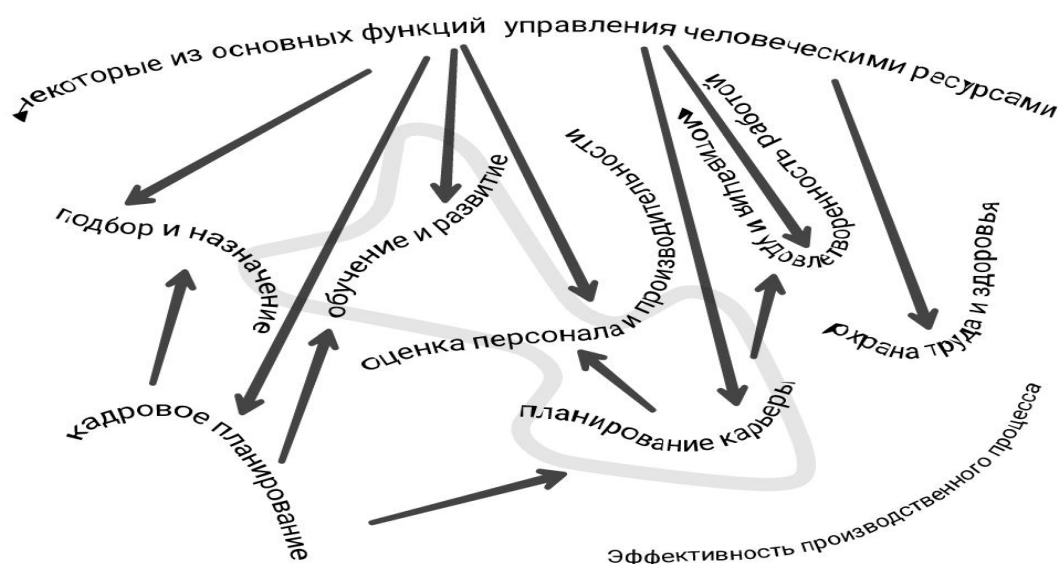 некоторые из основных функций управления человеческими ресурсами
подбор и назначение
обучение и развитие
оценка персонала и производительности
мотивация и удовлетворенность работой
охрана труда и здоровья
кадровое планирование
планирование карьеры
Эффективность производственного процесса